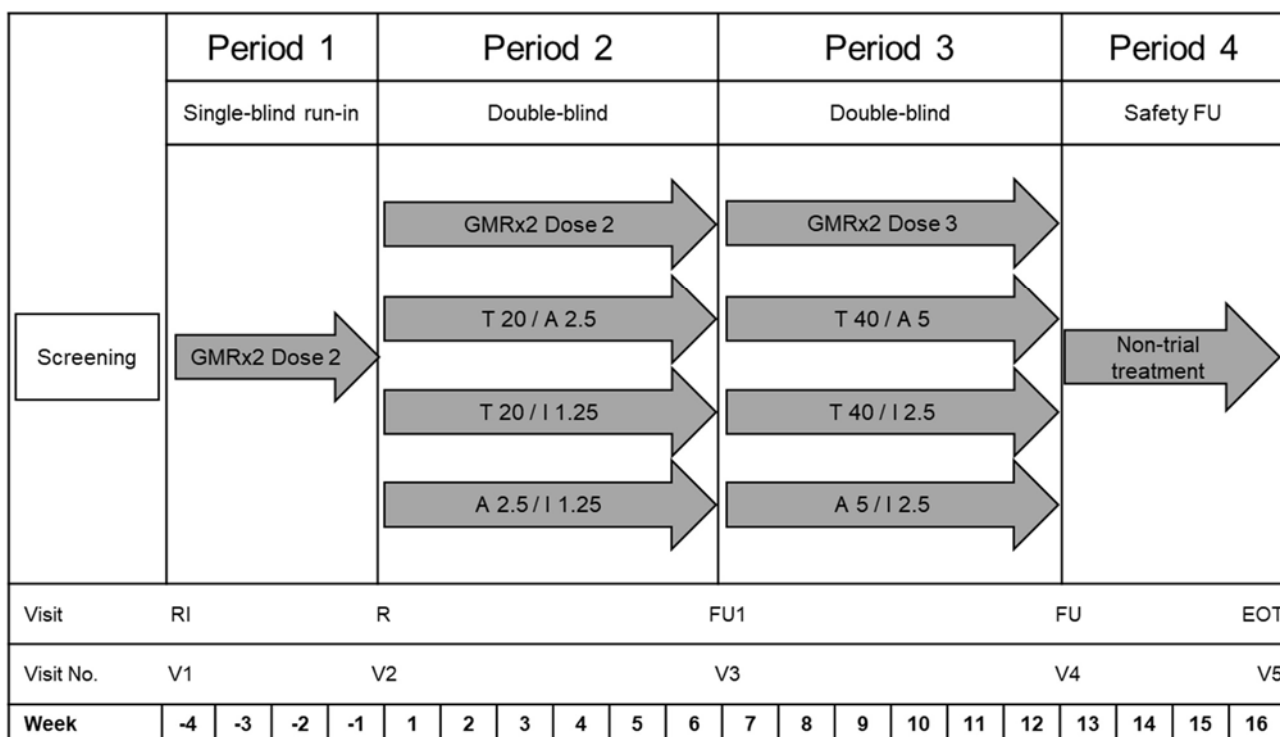 Period 1 Period 2 Period 3 Period 4
Single-blind run-in Double-blind Double-blind Safety FU
GMRx2 Dose 2 GMRx2 Dose 3
T 20 / A 2.5 T 40 / A 5
Screening GMRx2 Dose 2 Non-trial
treatment
T 20 / I 1.25 T 40 / I 2.5
A 2.5 / I 1.25 A 5 / I 2.5
Visit RI R FU1 FU EOT
Visit No. V1 V2 V3 V4 V5
Week -4 -3 -2 -1 1 2 3 4 5 6 7 8 9 10 11 12 13 14 15 16